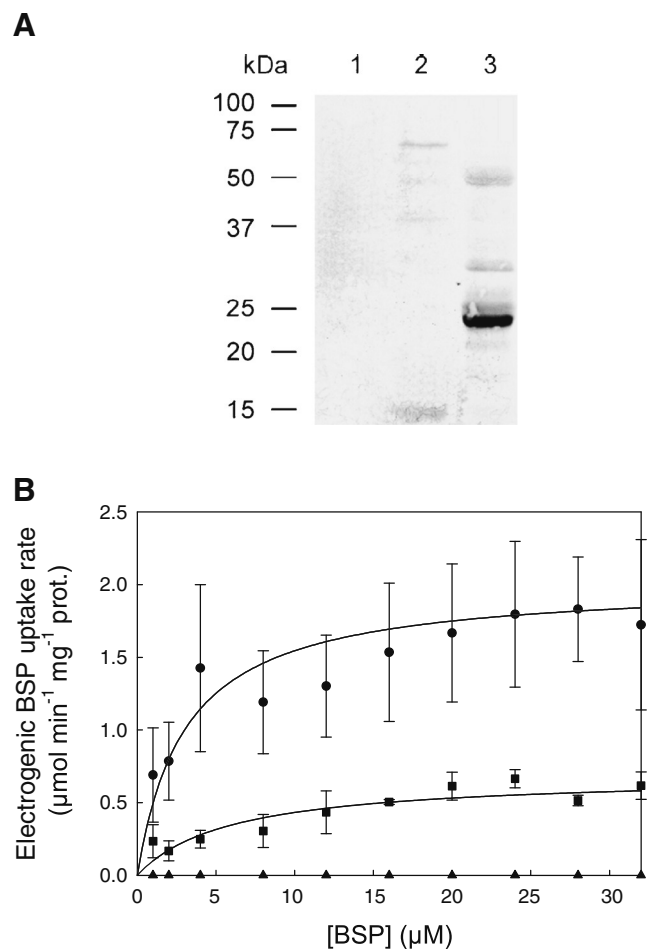 A
kDa 1 2 3
100
75
50
37
25
20
15
B
Electrogenic BSP uptake rate
(µmol min⁻¹ mg⁻¹ prot.)
2.5
2.0
1.5
1.0
0.5
0.0
0 5 10 15 20 25 30
[BSP] (µM)